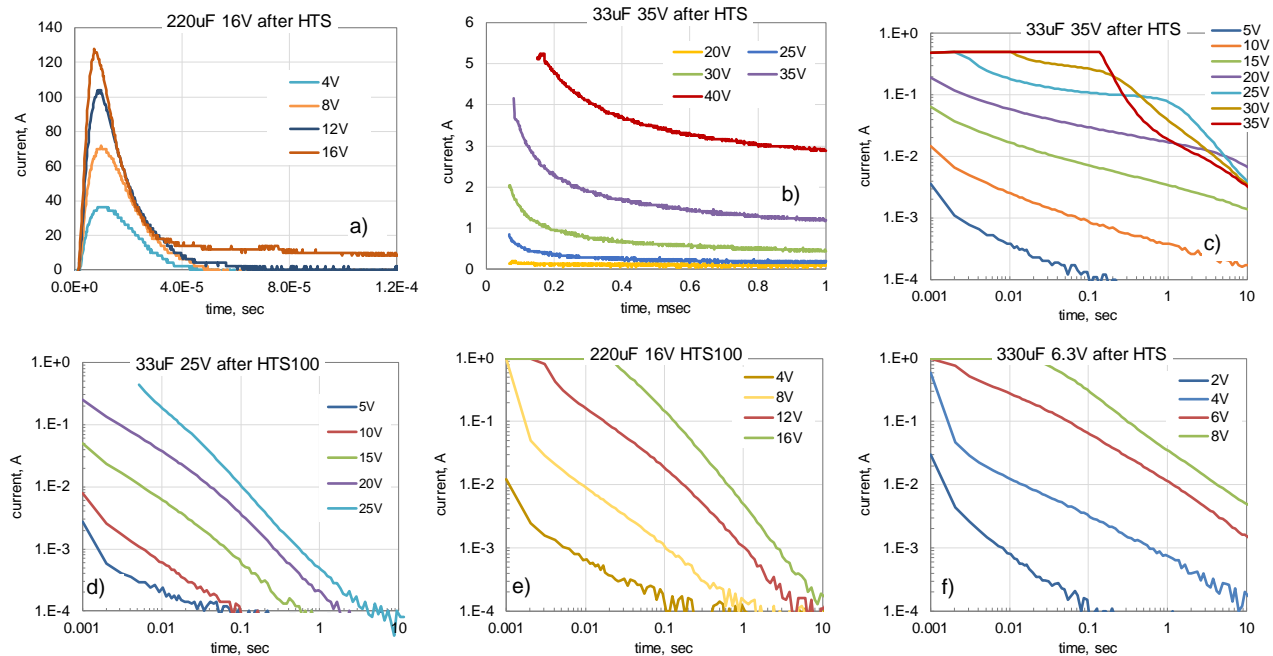 220uF 16V after HTS
140
120
100
80
60
40
20
0
current, A
4V
8V
12V
16V
a)
0.E+0 4.E-5 8.E-5 1.2E-4
time, sec
33uF 35V after HTS
6
5
4
3
2
1
0
current, A
20V 25V
30V 35V
40V
b)
0 0.2 0.4 0.6 0.8 1
time, msec
33uF 35V after HTS
1.E+0
1.E-1
1.E-2
1.E-3
1.E-4
current, A
5V
10V
15V
20V
25V
30V
35V
c)
0.001 0.01 0.1 1 10
time, sec
33uF 25V after HTS100
1.E+0
1.E-1
1.E-2
1.E-3
1.E-4
current, A
5V
10V
15V
20V
25V
d)
0.001 0.01 0.1 1 10
time, sec
220uF 16V HTS100
1.E+0
1.E-1
1.E-2
1.E-3
1.E-4
current, A
4V
8V
12V
16V
e)
0.001 0.01 0.1 1 10
time, sec
330uF 6.3V after HTS
1.E+0
1.E-1
1.E-2
1.E-3
1.E-4
current, A
2V
4V
6V
8V
f)
0.001 0.01 0.1 1 10
time, sec